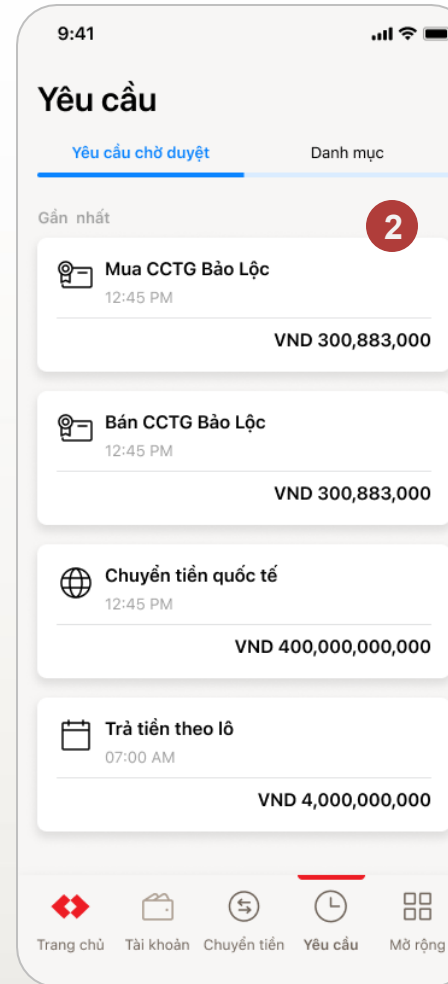 9:41
Yêu cầu
Yêu cầu chờ duyệt Danh mục
Gần nhất
2
Mua CCTG Bảo Lộc
12:45 PM
VND 300,883,000
Bán CCTG Bảo Lộc
12:45 PM
VND 300,883,000
Chuyển tiền quốc tế
12:45 PM
VND 400,000,000,000
Trả tiền theo lô
07:00 AM
VND 4,000,000,000
Trang chủ Tài khoản Chuyển tiền Yêu cầu Mở rộng